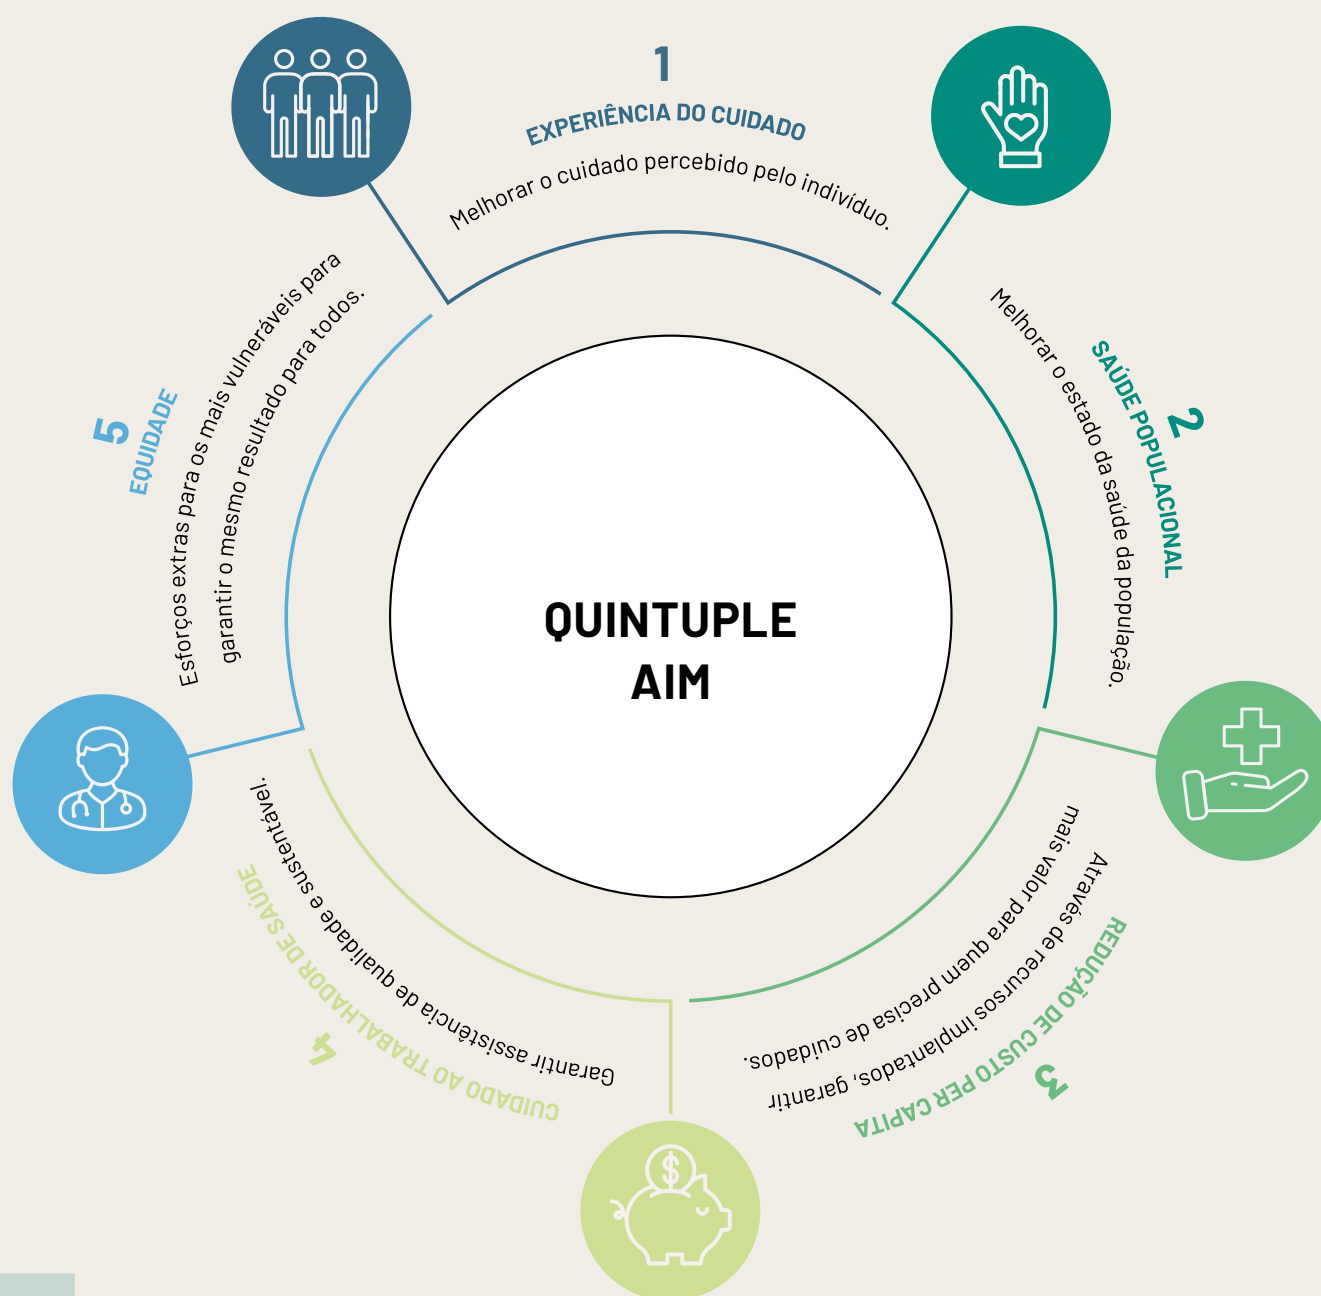 QUINTUPLE
AIM
1
EXPERIÊNCIA DO CUIDADO
Melhorar o cuidado percebido pelo indivíduo.
2
SAÚDE POPULACIONAL
Melhorar o estado da saúde da população.
3
REDUÇÃO DE CUSTO PER CAPITA
Através de recursos implantados, garantir
mais valor para quem precisa de cuidados.
4
CUIDADO AO TRABALHADOR DE SAÚDE
Garantir assistência de qualidade e sustentável.
5
EQUIDADE
Esforços extras para os mais vulneráveis para
garantir o mesmo resultado para todos.
$